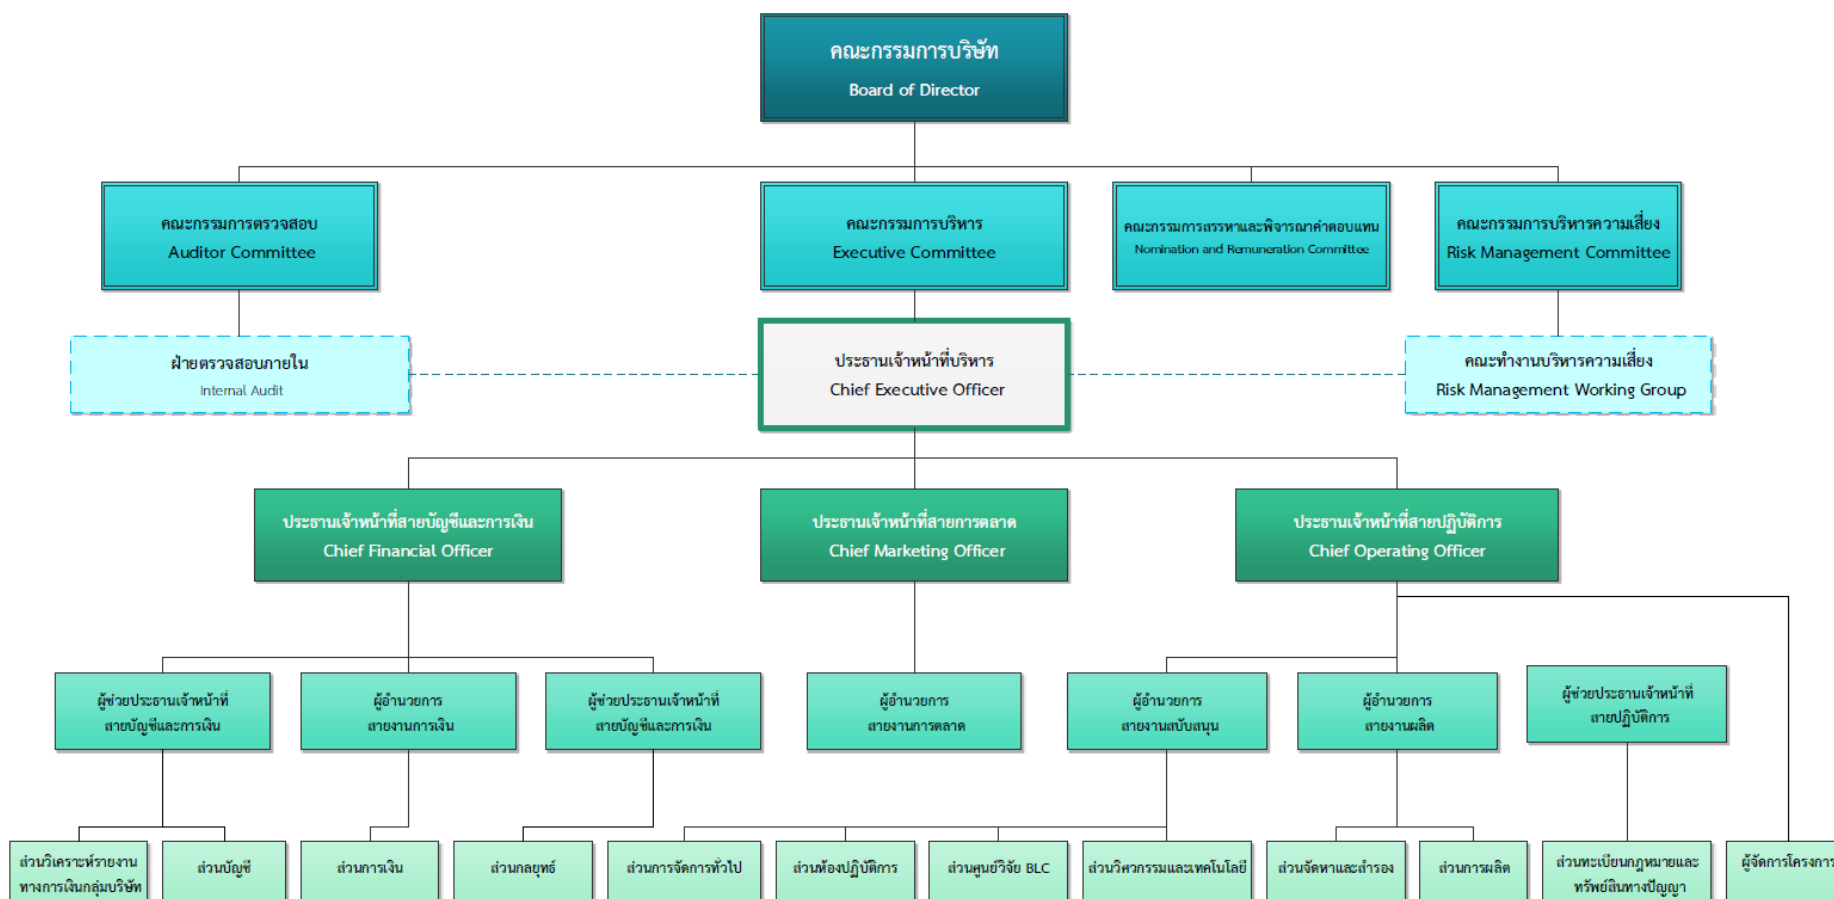 คณะกรรมการบริษัท
Board of Director
คณะกรรมการตรวจสอบ
Auditor Committee
คณะกรรมการบริหาร
Executive Committee
คณะกรรมการสรรหาและพิจารณาค่าตอบแทน
Nomination and Remuneration Committee
คณะกรรมการบริหารความเสี่ยง
Risk Management Committee
ฝ่ายตรวจสอบภายใน
Internal Audit
ประธานเจ้าหน้าที่บริหาร
Chief Executive Officer
คณะทำงานบริหารความเสี่ยง
Risk Management Working Group
ประธานเจ้าหน้าที่สายบัญชีและการเงิน
Chief Financial Officer
ประธานเจ้าหน้าที่สายการตลาด
Chief Marketing Officer
ประธานเจ้าหน้าที่สายปฏิบัติการ
Chief Operating Officer
ผู้ช่วยประธานเจ้าหน้าที่
สายบัญชีและการเงิน
ผู้อำนวยการ
สายงานการเงิน
ผู้ช่วยประธานเจ้าหน้าที่
สายบัญชีและการเงิน
ผู้อำนวยการ
สายงานการตลาด
ผู้อำนวยการ
สายงานสนับสนุน
ผู้อำนวยการ
สายงานผลิต
ผู้ช่วยประธานเจ้าหน้าที่
สายปฏิบัติการ
ส่วนวิเคราะห์รายงาน
ทางการเงินกลุ่มบริษัท
ส่วนบัญชี
ส่วนการเงิน
ส่วนกลยุทธ์
ส่วนการจัดการทั่วไป
ส่วนห้องปฏิบัติการ
ส่วนศูนย์วิจัย BLC
ส่วนวิศวกรรมและเทคโนโลยี
ส่วนจัดหาและสำรอง
ส่วนการผลิต
ส่วนทะเบียนกฎหมายและ
ทรัพย์สินทางปัญญา
ผู้จัดการโครงการ